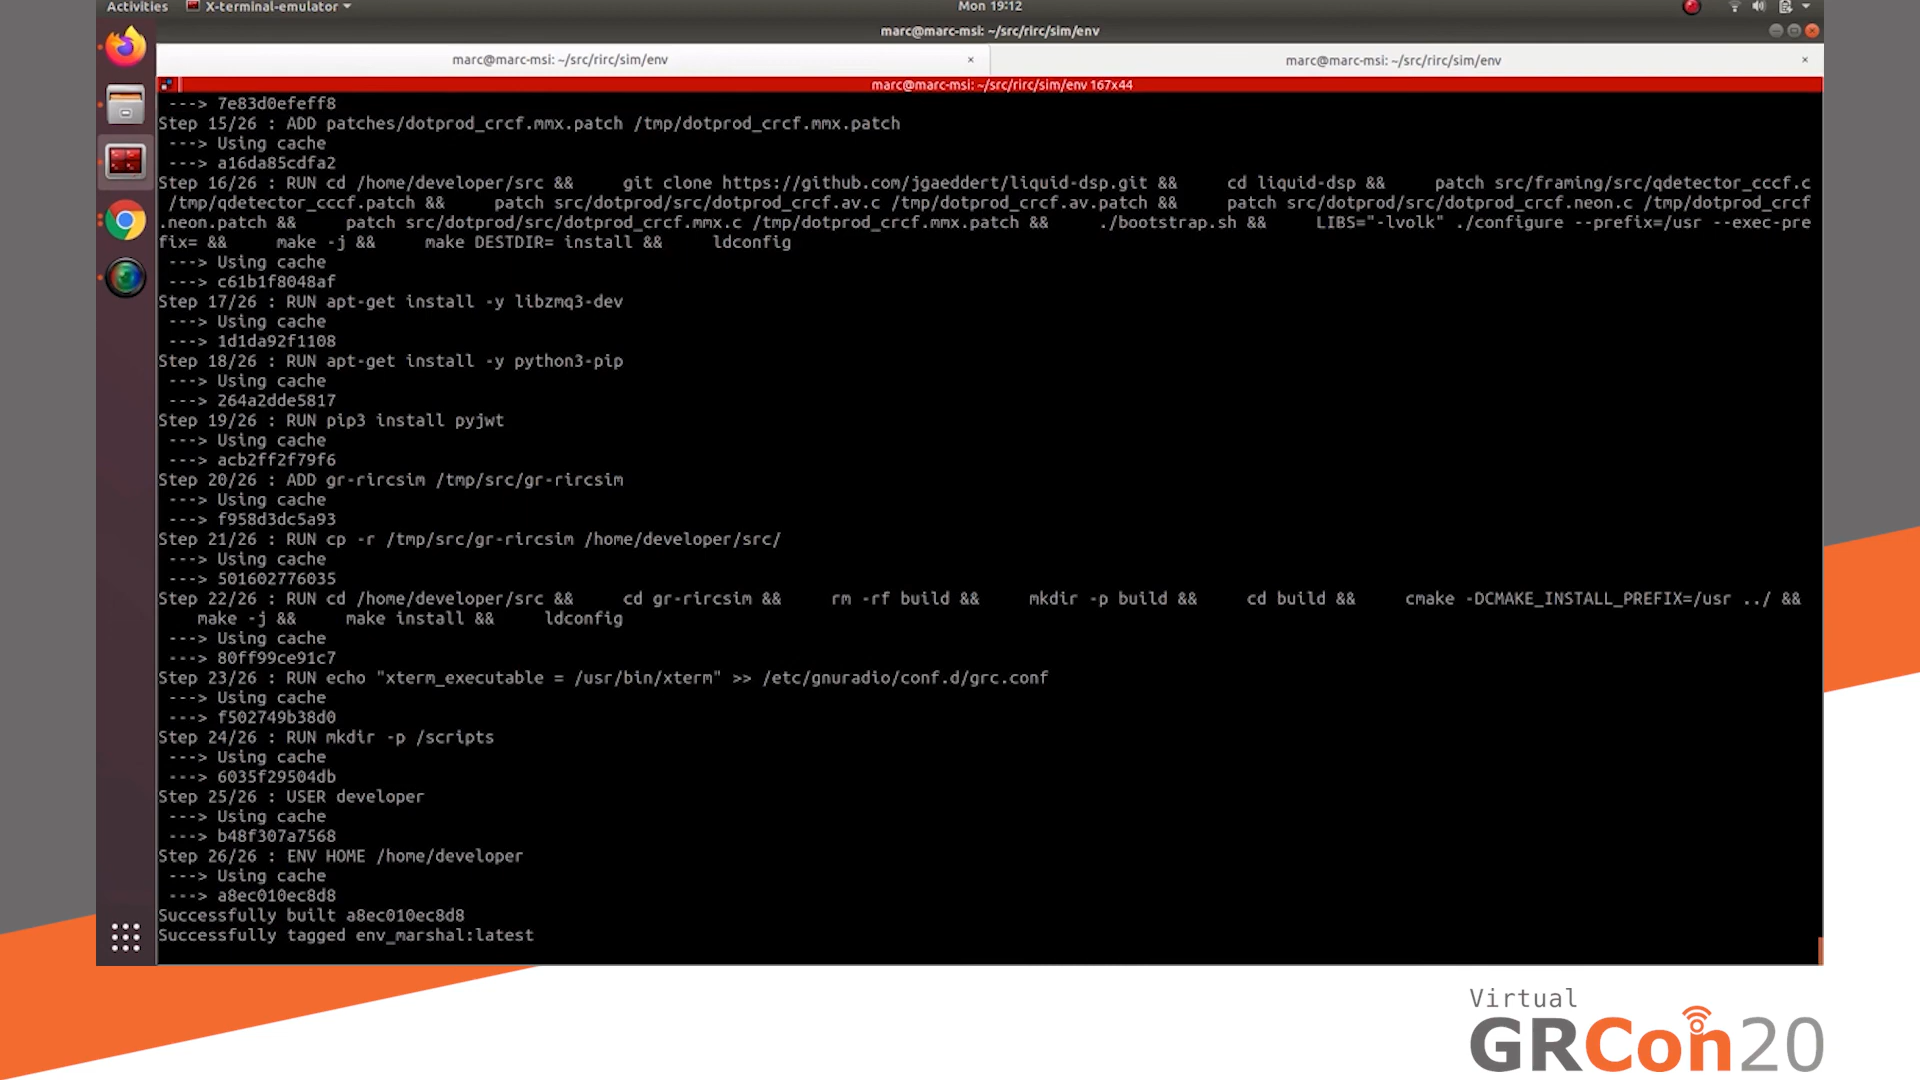 Activities X-terminal-emulator Mon 19:12
marc@marc-msi: ~/src/rirc/sim/env
marc@marc-msi: ~/src/rirc/sim/env × marc@marc-msi: ~/src/rirc/sim/env ×
marc@marc-msi: ~/src/rirc/sim/env 167x44
---> 7e83d0efeff8
Step 15/26 : ADD patches/dotprod_crcf.mmx.patch /tmp/dotprod_crcf.mmx.patch
---> Using cache
---> a16da85cdfa2
Step 16/26 : RUN cd /home/developer/src &&     git clone https://github.com/jgaeddert/liquid-dsp.git &&     cd liquid-dsp &&     patch src/framing/src/qdetector_cccf.c
/tmp/qdetector_cccf.patch &&     patch src/dotprod/src/dotprod_crcf.av.c /tmp/dotprod_crcf.av.patch &&     patch src/dotprod/src/dotprod_crcf.neon.c /tmp/dotprod_crcf
.neon.patch &&     patch src/dotprod/src/dotprod_crcf.mmx.c /tmp/dotprod_crcf.mmx.patch &&     ./bootstrap.sh &&     LIBS="-lvolk" ./configure --prefix=/usr --exec-pre
fix= &&     make -j &&     make DESTDIR= install &&     ldconfig
---> Using cache
---> c61b1f8048af
Step 17/26 : RUN apt-get install -y libzmq3-dev
---> Using cache
---> 1d1da92f1108
Step 18/26 : RUN apt-get install -y python3-pip
---> Using cache
---> 264a2dde5817
Step 19/26 : RUN pip3 install pyjwt
---> Using cache
---> acb2ff2f79f6
Step 20/26 : ADD gr-rircsim /tmp/src/gr-rircsim
---> Using cache
---> f958d3dc5a93
Step 21/26 : RUN cp -r /tmp/src/gr-rircsim /home/developer/src/
---> Using cache
---> 501602776035
Step 22/26 : RUN cd /home/developer/src &&     cd gr-rircsim &&     rm -rf build &&     mkdir -p build &&     cd build &&     cmake -DCMAKE_INSTALL_PREFIX=/usr ../ &&
make -j &&     make install &&     ldconfig
---> Using cache
---> 80ff99ce91c7
Step 23/26 : RUN echo "xterm_executable = /usr/bin/xterm" >> /etc/gnuradio/conf.d/grc.conf
---> Using cache
---> f502749b38d0
Step 24/26 : RUN mkdir -p /scripts
---> Using cache
---> 6035f29504db
Step 25/26 : USER developer
---> Using cache
---> b48f307a7568
Step 26/26 : ENV HOME /home/developer
---> Using cache
---> a8ec010ec8d8
Successfully built a8ec010ec8d8
Successfully tagged env_marshal:latest
Virtual
GRCon20